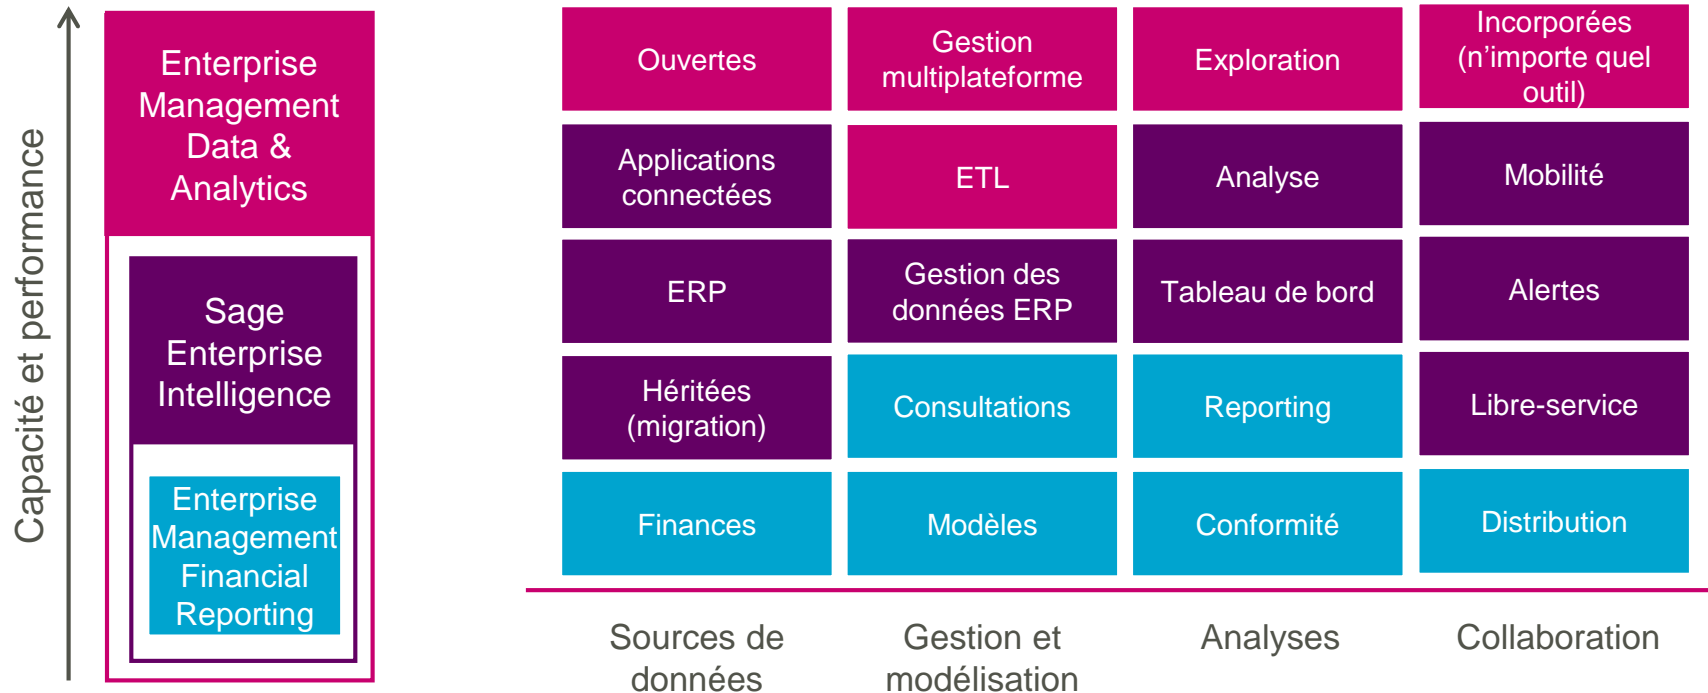 Capacité et performance
Enterprise
Management
Data &
Analytics
Sage
Enterprise
Intelligence
Enterprise
Management
Financial
Reporting
Ouvertes
Gestion
multiplateforme
Exploration
Incorporées
(n'importe quel
outil)
Applications
connectées
ETL
Analyse
Mobilité
ERP
Gestion des
données ERP
Tableau de bord
Alertes
Héritées
(migration)
Consultations
Reporting
Libre-service
Finances
Modèles
Conformité
Distribution
Sources de
données
Gestion et
modélisation
Analyses
Collaboration